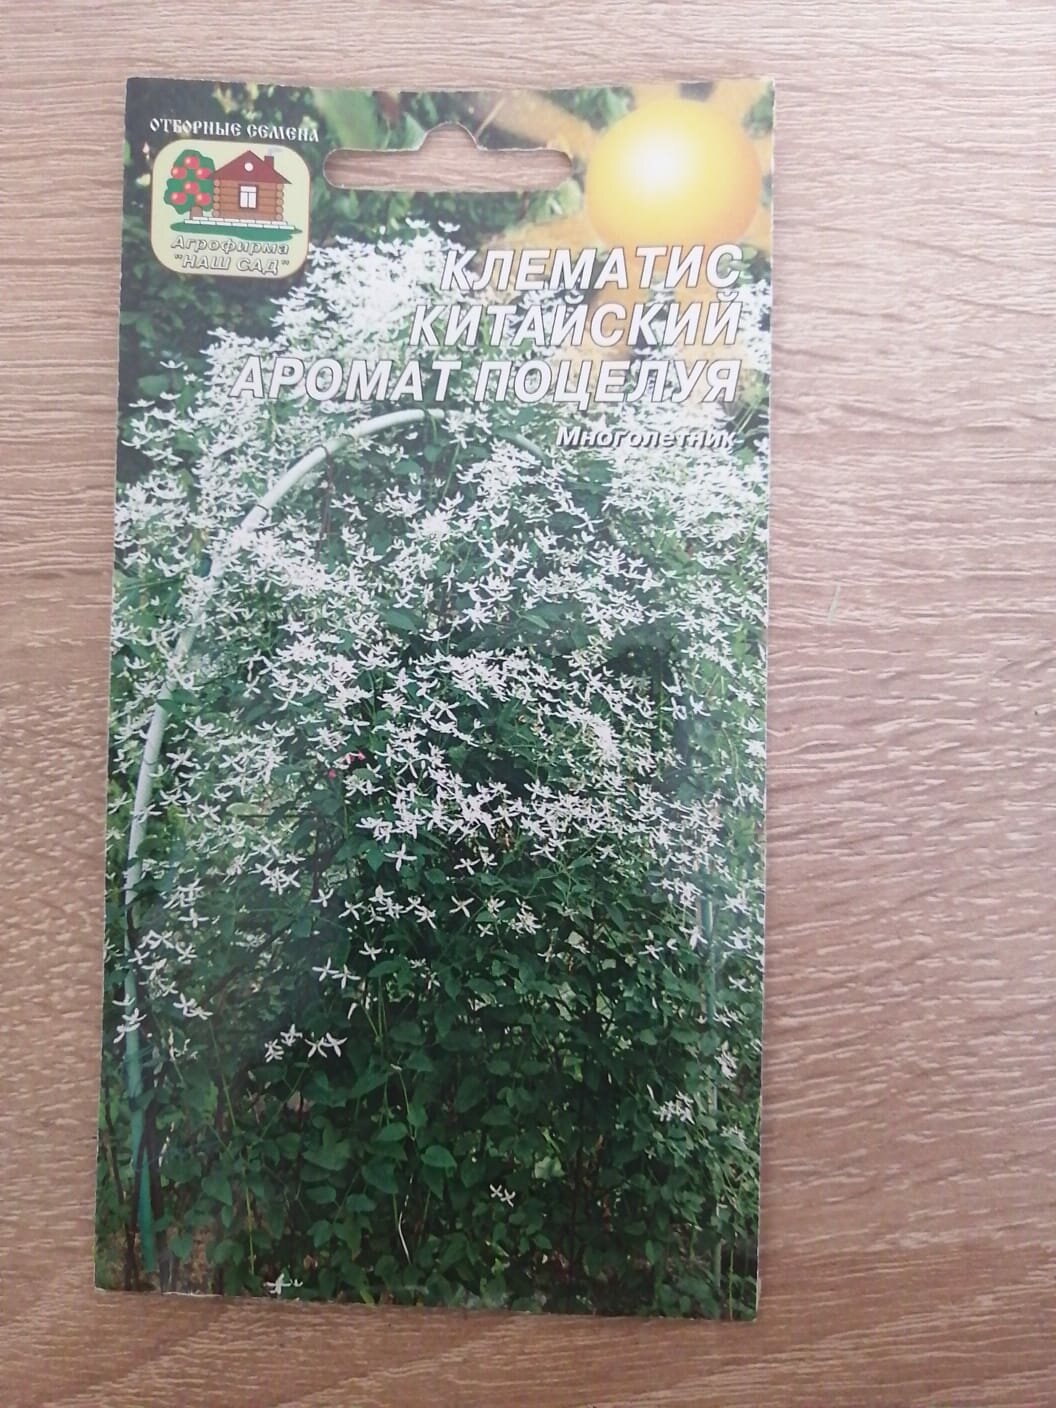 ОТБОРНЫЕ СЕМЕНА
Агрофирма
"НАШ САД"
КЛЕМАТИС
КИТАЙСКИЙ
АРОМАТ ПОЦЕЛУЯ
Многолетник